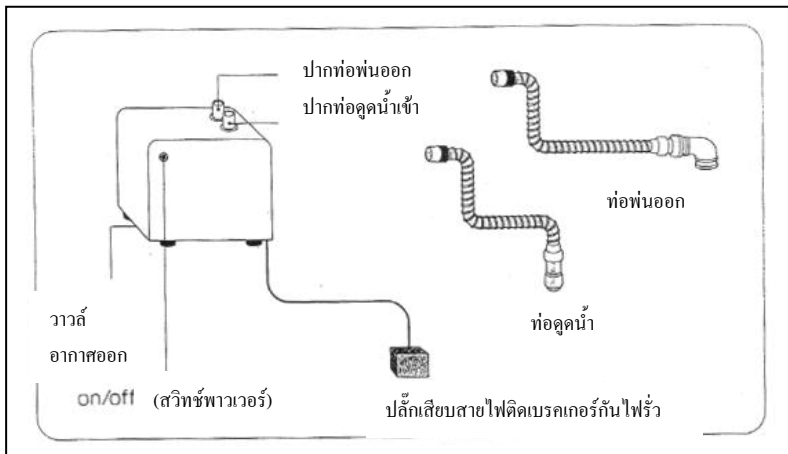 ปากท่อพ่นออก
ปากท่อดูดน้ำเข้า
ท่อพ่นออก
ท่อดูดน้ำ
วาวล์
อากาศออก
on/off (สวิทช์พาวเวอร์)
ปลั๊กเสียบสายไฟติดเบรคเกอร์กันไฟรั่ว